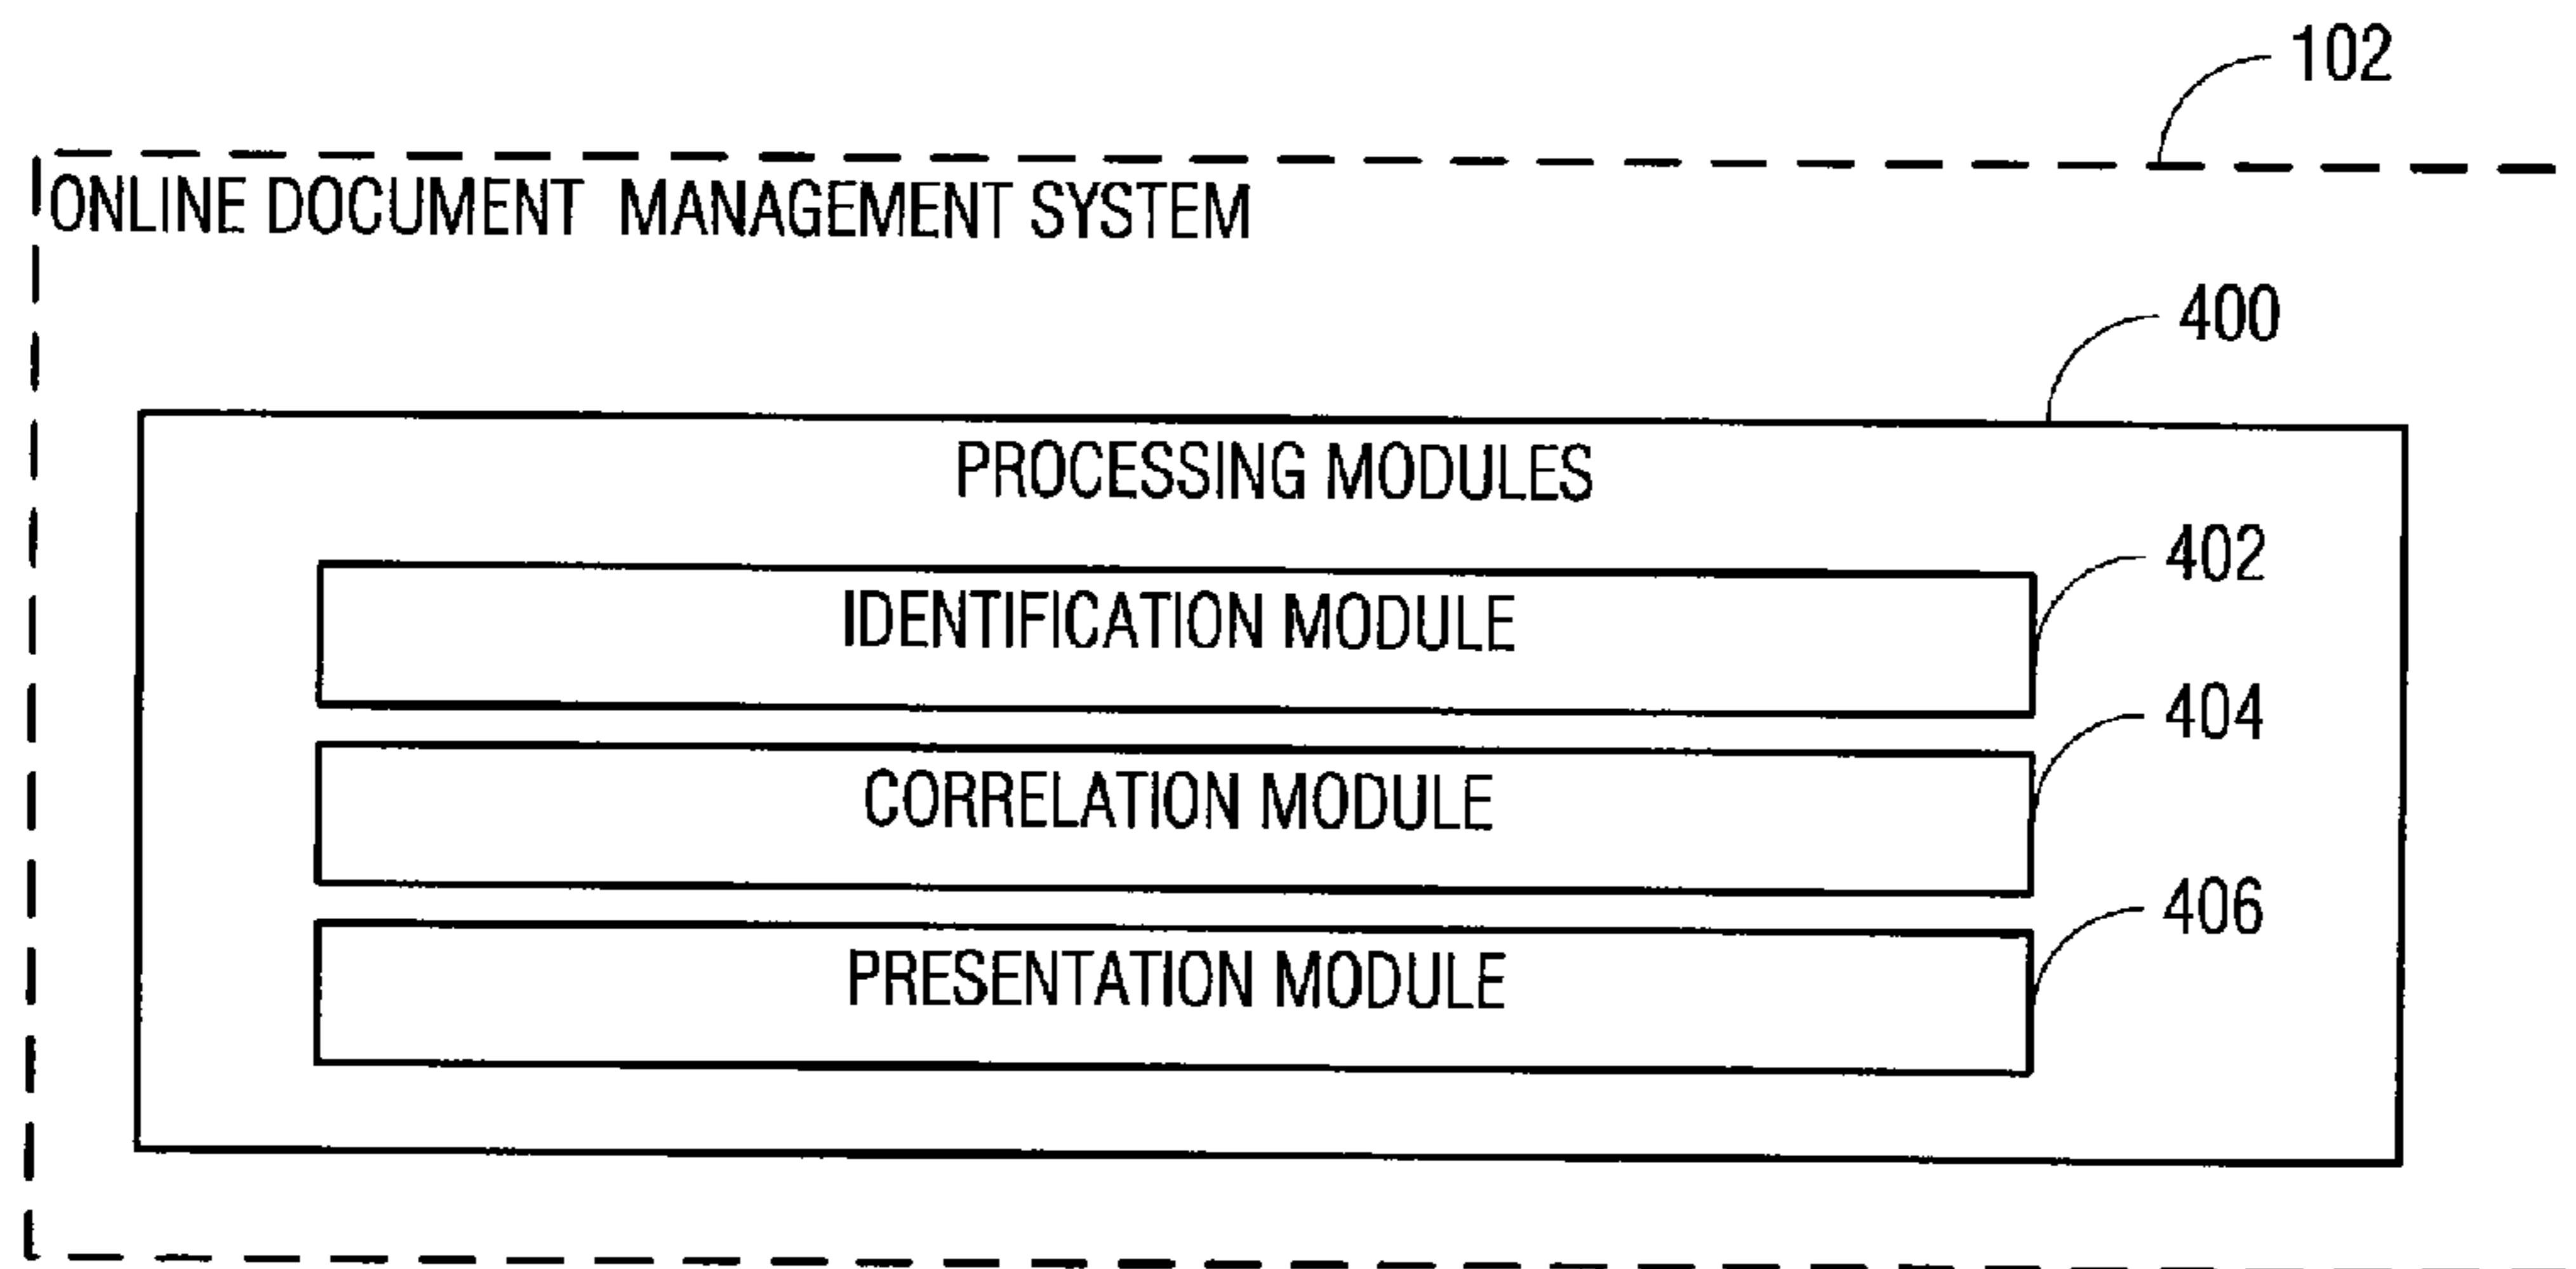 102
ONLINE DOCUMENT MANAGEMENT SYSTEM
400
PROCESSING MODULES
402
IDENTIFICATION MODULE
404
CORRELATION MODULE
406
PRESENTATION MODULE